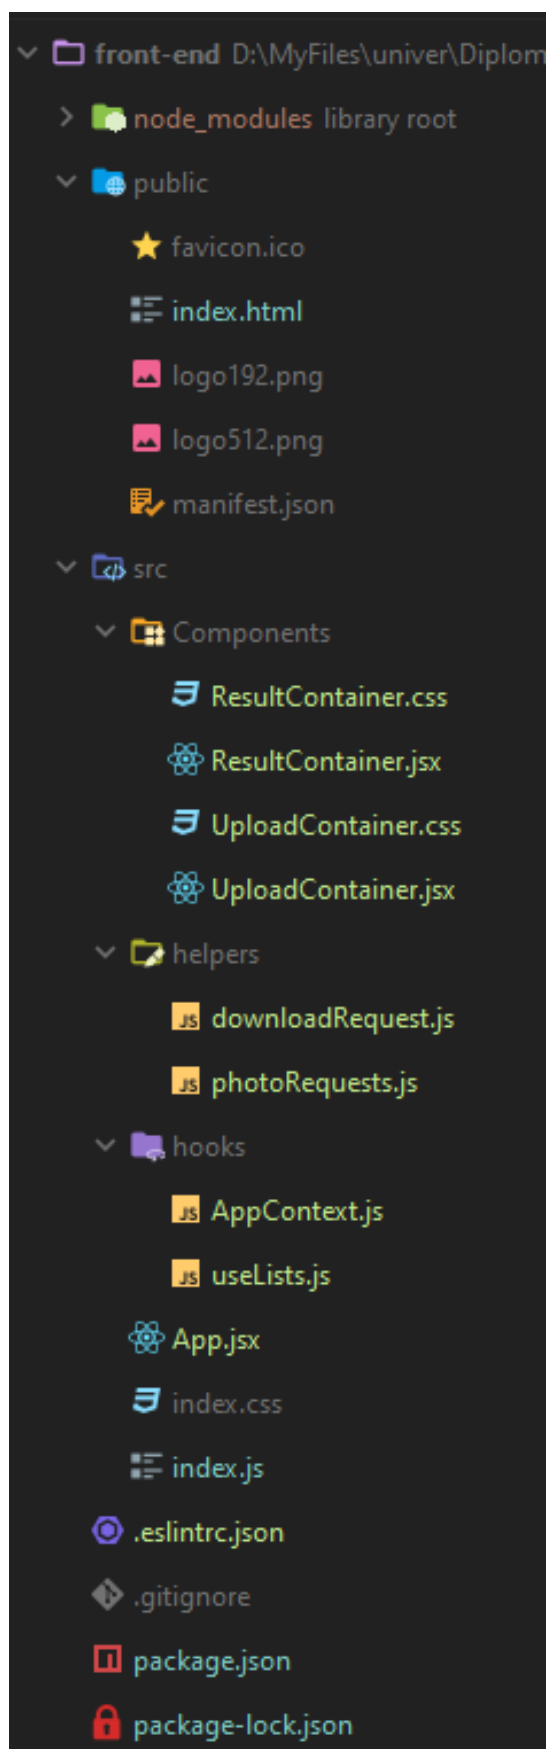 front-end D:\MyFiles\univer\Diplom
node_modules library root
public
favicon.ico
index.html
logo192.png
logo512.png
manifest.json
src
Components
ResultContainer.css
ResultContainer.jsx
UploadContainer.css
UploadContainer.jsx
helpers
downloadRequest.js
photoRequests.js
hooks
AppContext.js
useLists.js
App.jsx
index.css
index.js
.eslintrc.json
.gitignore
package.json
package-lock.json